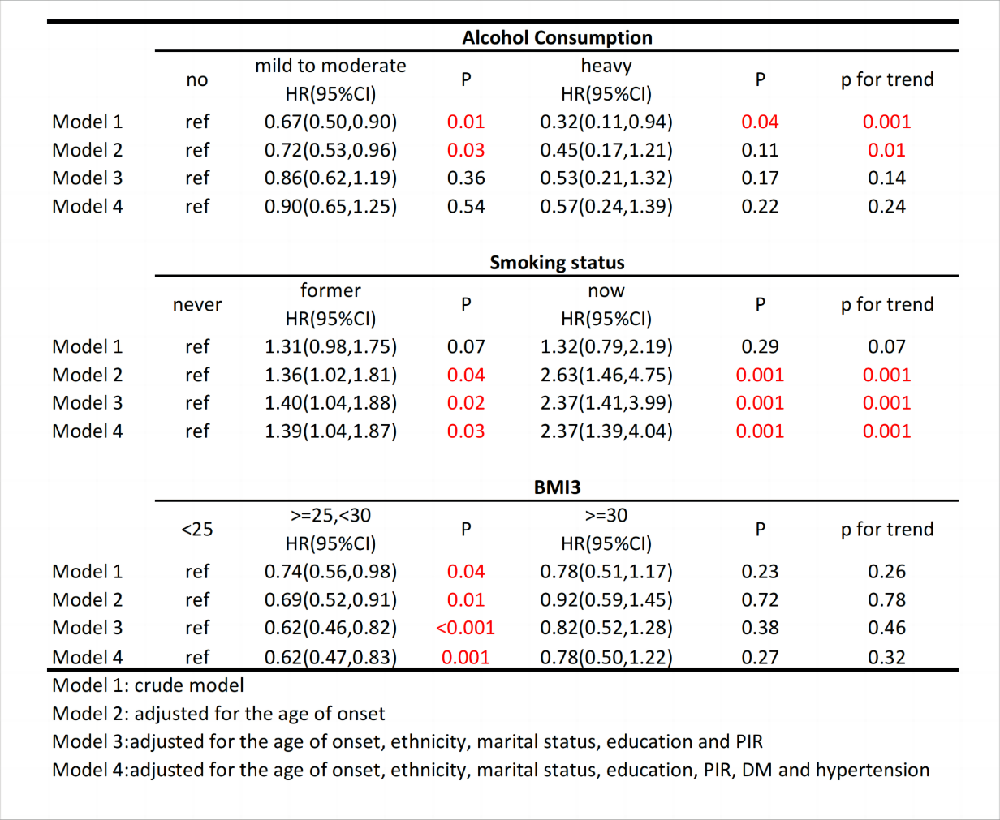 Alcohol Consumption
no mild to moderate HR(95%CI) P heavy HR(95%CI) P p for trend
Model 1 ref 0.67(0.50,0.90) 0.01 0.32(0.11,0.94) 0.04 0.001
Model 2 ref 0.72(0.53,0.96) 0.03 0.45(0.17,1.21) 0.11 0.01
Model 3 ref 0.86(0.62,1.19) 0.36 0.53(0.21,1.32) 0.17 0.14
Model 4 ref 0.90(0.65,1.25) 0.54 0.57(0.24,1.39) 0.22 0.24
Smoking status
never former HR(95%CI) P now HR(95%CI) P p for trend
Model 1 ref 1.31(0.98,1.75) 0.07 1.32(0.79,2.19) 0.29 0.07
Model 2 ref 1.36(1.02,1.81) 0.04 2.63(1.46,4.75) 0.001 0.001
Model 3 ref 1.40(1.04,1.88) 0.02 2.37(1.41,3.99) 0.001 0.001
Model 4 ref 1.39(1.04,1.87) 0.03 2.37(1.39,4.04) 0.001 0.001
BMI3
<25 >=25,<30 HR(95%CI) P >=30 HR(95%CI) P p for trend
Model 1 ref 0.74(0.56,0.98) 0.04 0.78(0.51,1.17) 0.23 0.26
Model 2 ref 0.69(0.52,0.91) 0.01 0.92(0.59,1.45) 0.72 0.78
Model 3 ref 0.62(0.46,0.82) <0.001 0.82(0.52,1.28) 0.38 0.46
Model 4 ref 0.62(0.47,0.83) 0.001 0.78(0.50,1.22) 0.27 0.32
Model 1: crude model
Model 2: adjusted for the age of onset
Model 3:adjusted for the age of onset, ethnicity, marital status, education and PIR
Model 4:adjusted for the age of onset, ethnicity, marital status, education, PIR, DM and hypertension